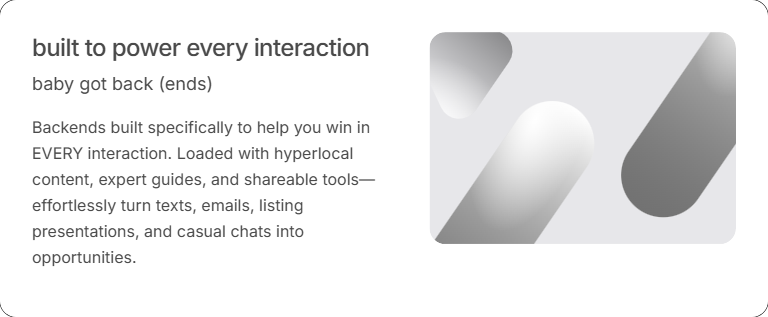 built to power every interaction
baby got back (ends)
Backends built specifically to help you win in
EVERY interaction. Loaded with hyperlocal
content, expert guides, and shareable tools—
effortlessly turn texts, emails, listing
presentations, and casual chats into
opportunities.